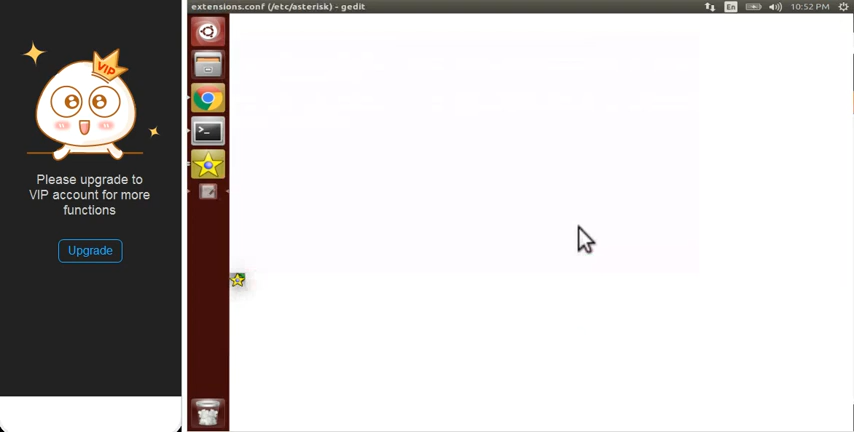 extensions.conf (/etc/asterisk) - gedit
En
10:52 PM
VIP
Please upgrade to
VIP account for more
functions
Upgrade